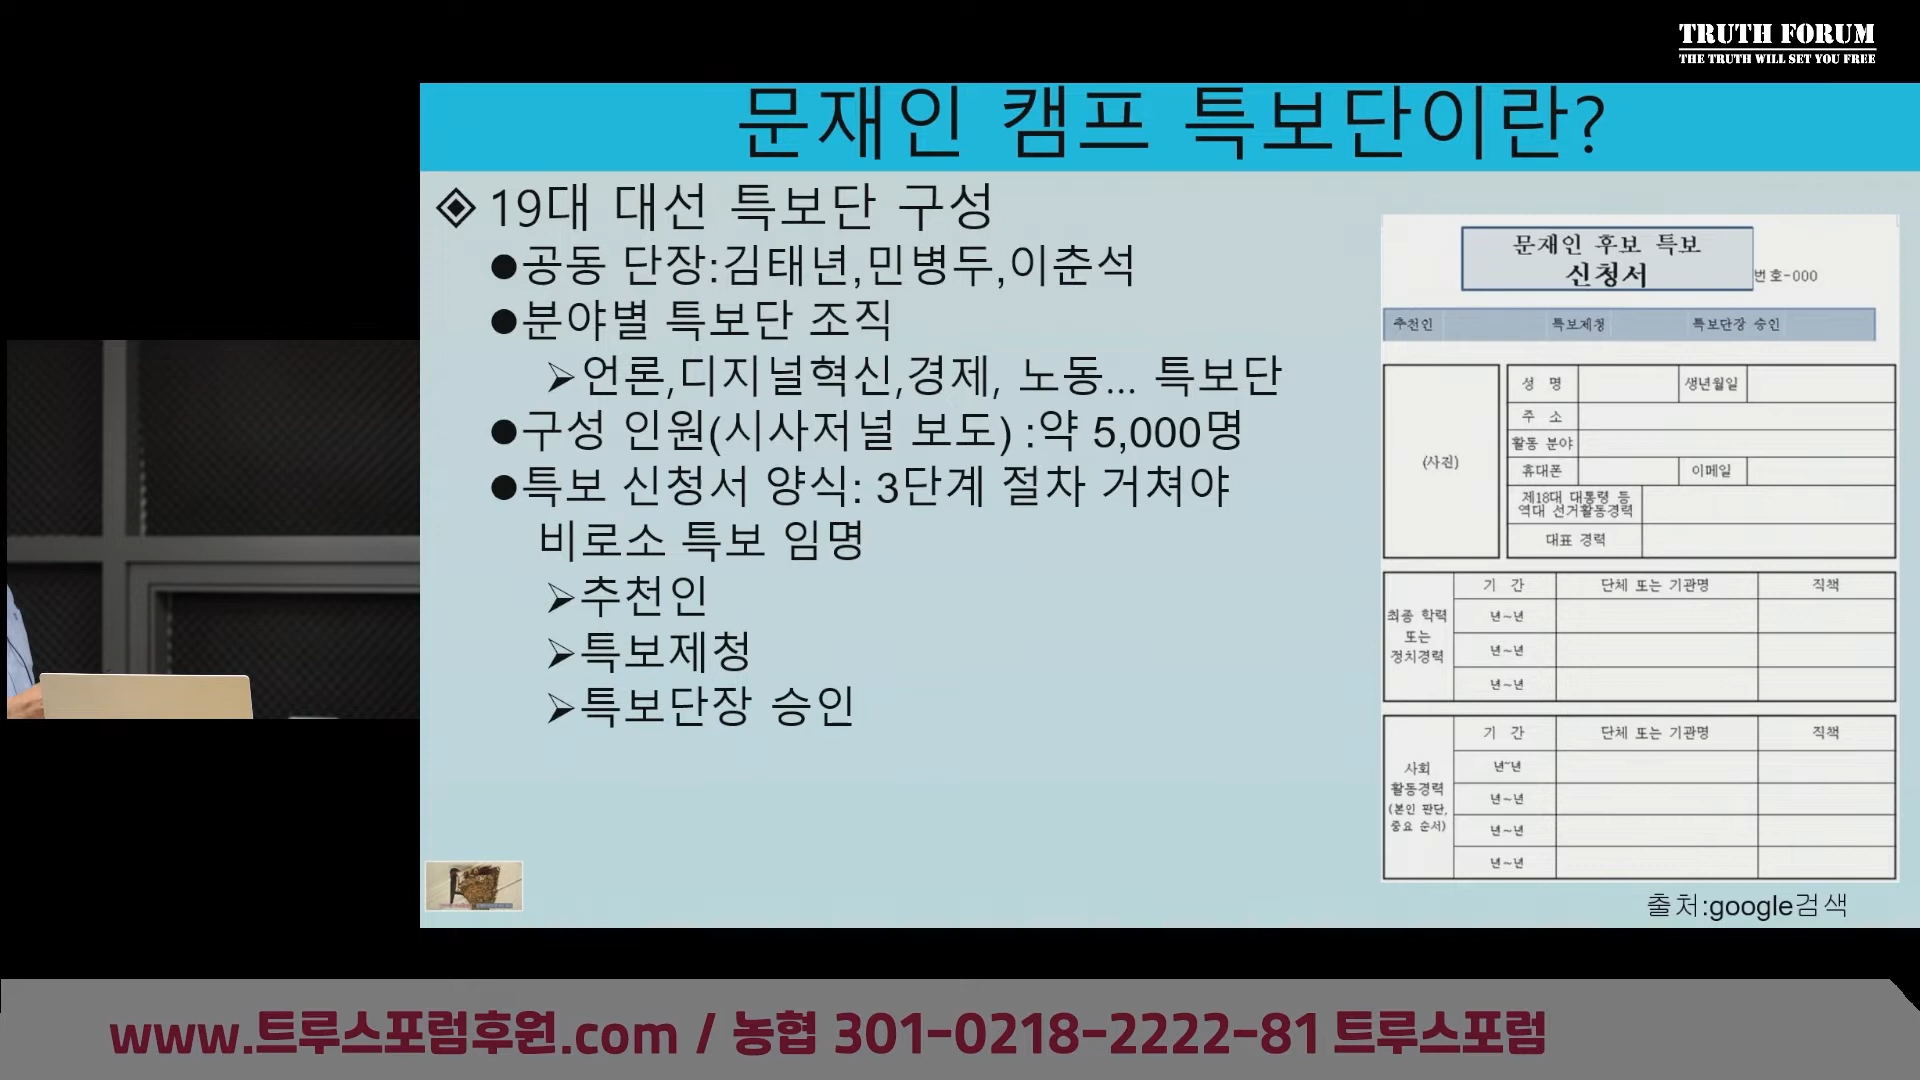 TRUTH FORUM
THE TRUTH WILL SET YOU FREE
문재인 캠프 특보단이란?
19대 대선 특보단 구성
공동 단장:김태년,민병두,이춘석
분야별 특보단 조직
언론,디지널혁신,경제, 노동... 특보단
구성 인원(시사저널 보도) :약 5,000명
특보 신청서 양식: 3단계 절차 거쳐야
비로소 특보 임명
추천인
특보제청
특보단장 승인
문재인 후보 특보
신청서
번호-000
추천인 특보제청 특보단장 승인
(사진)
성 명 생년월일
주 소
활동 분야
휴대폰 이메일
제18대 대통령 등
역대 선거활동경력
대표 경력
최종 학력
또는
정치경력
기 간 단체 또는 기관명 직책
년~년
년~년
년~년
사회
활동경력
(본인 판단,
중요 순서)
기 간 단체 또는 기관명 직책
년~년
년~년
년~년
년~년
출처:google검색
www.트루스포럼후원.com / 농협 301-0218-2222-81 트루스포럼